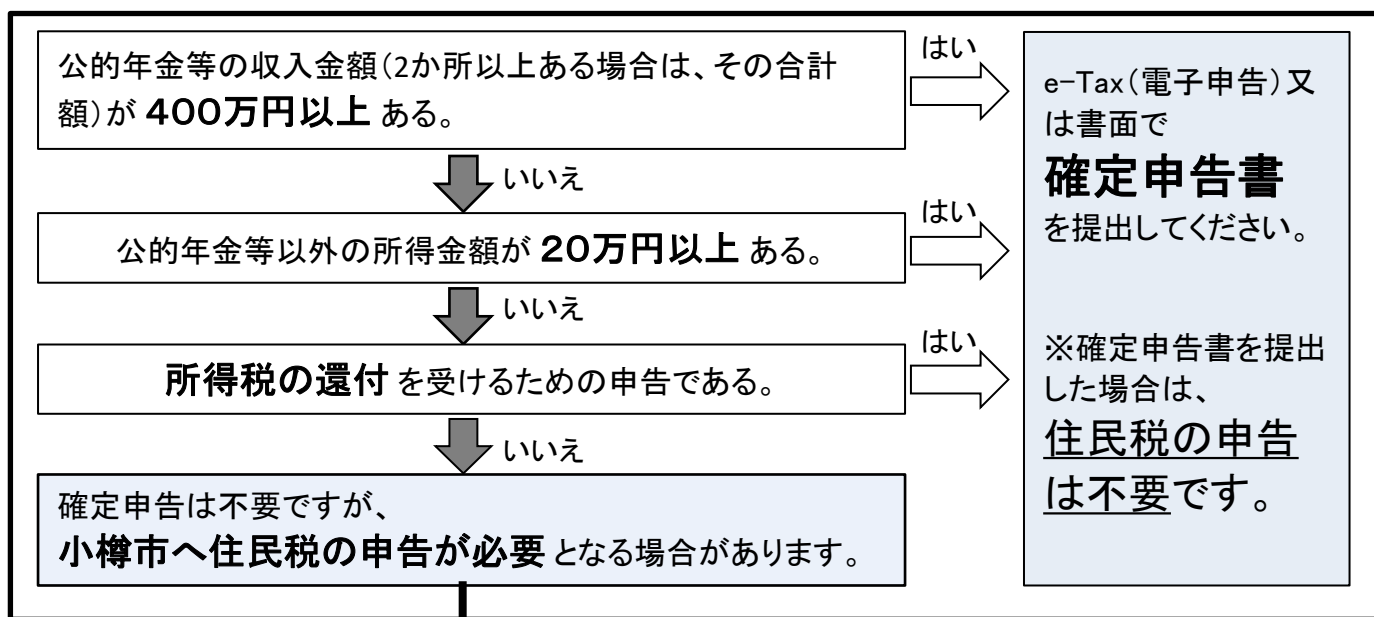 公的年金等の収入金額(2か所以上ある場合は、その合計
額)が 400万円以上 ある。
はい
いいえ
公的年金等以外の所得金額が 20万円以上 ある。
はい
いいえ
所得税の還付 を受けるための申告である。
はい
いいえ
確定申告は不要ですが、
小樽市へ住民税の申告が必要 となる場合があります。
e-Tax(電子申告)又
は書面で
確定申告書
を提出してください。
※確定申告書を提出
した場合は、
住民税の申告
は不要です。